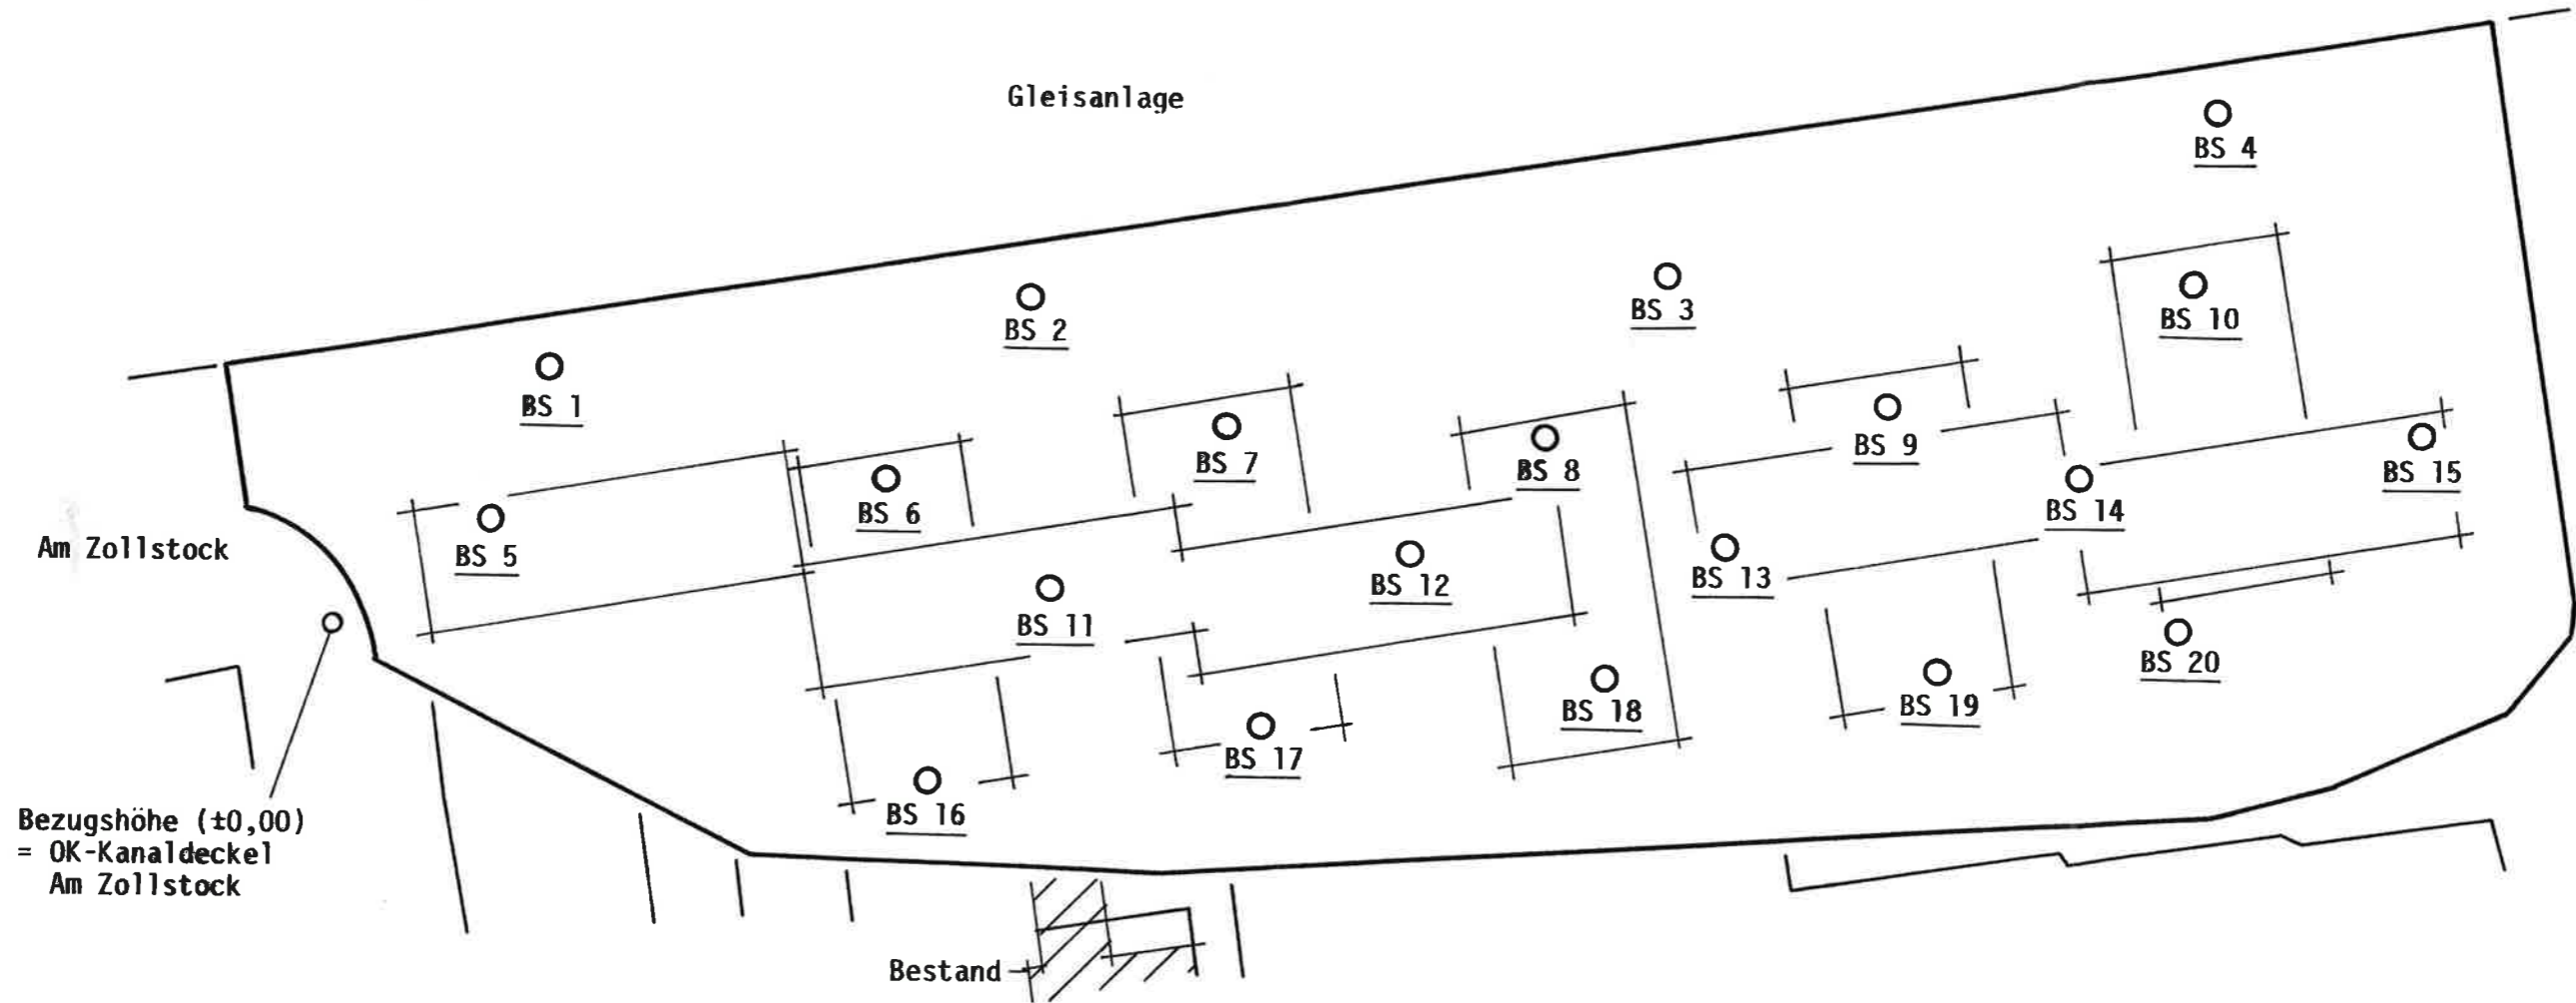 Gleisanlage
BS 4
BS 3
BS 10
BS 2
BS 1
BS 9
BS 7
BS 8
BS 15
BS 6
BS 14
BS 5
Am Zollstock
BS 13
BS 12
BS 11
BS 20
BS 19
BS 18
BS 17
BS 16
Bezugshöhe (±0,00)
= OK-Kanaldeckel
Am Zollstock
Bestand